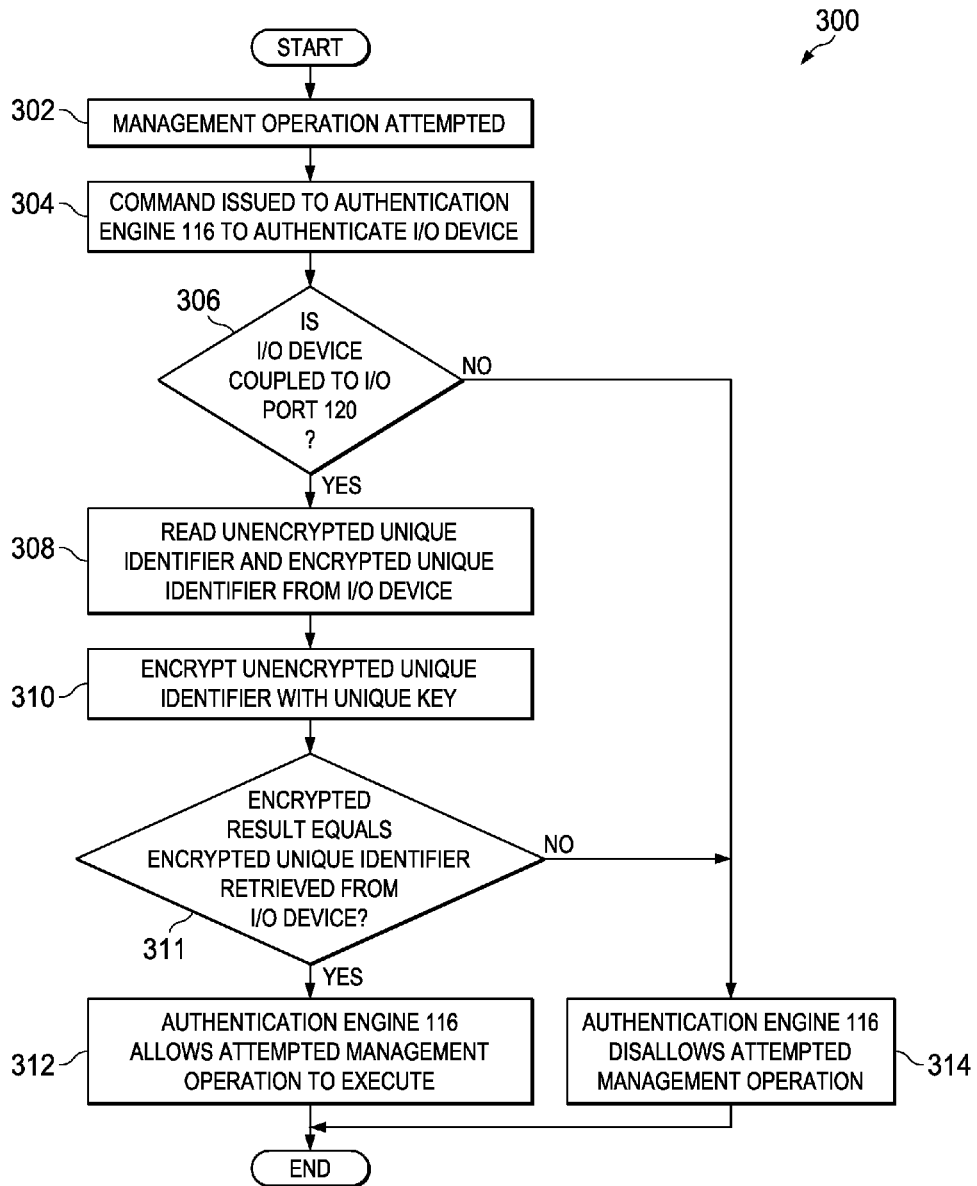 300
START
302
MANAGEMENT OPERATION ATTEMPTED
304
COMMAND ISSUED TO AUTHENTICATION
ENGINE 116 TO AUTHENTICATE I/O DEVICE
306
IS
I/O DEVICE
COUPLED TO I/O
PORT 120
?
NO
YES
308
READ UNENCRYPTED UNIQUE
IDENTIFIER AND ENCRYPTED UNIQUE
IDENTIFIER FROM I/O DEVICE
310
ENCRYPT UNENCRYPTED UNIQUE
IDENTIFIER WITH UNIQUE KEY
ENCRYPTED
RESULT EQUALS
ENCRYPTED UNIQUE IDENTIFIER
RETRIEVED FROM
I/O DEVICE?
NO
311
YES
312
AUTHENTICATION ENGINE 116
ALLOWS ATTEMPTED MANAGEMENT
OPERATION TO EXECUTE
AUTHENTICATION ENGINE 116
DISALLOWS ATTEMPTED
MANAGEMENT OPERATION
314
END